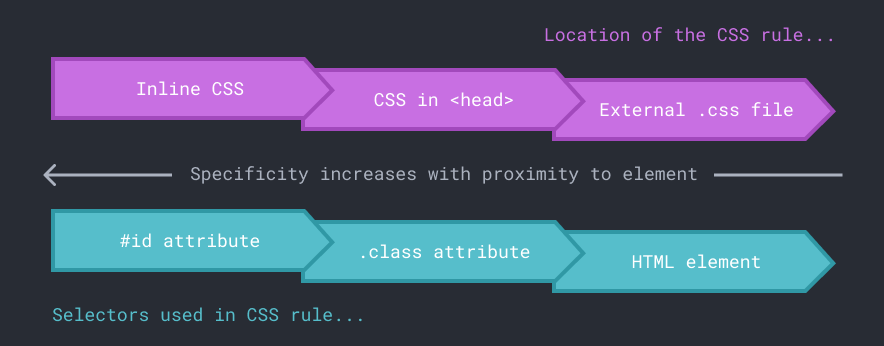 Location of the CSS rule...
Inline CSS
CSS in <head>
External .css file
Specificity increases with proximity to element
#id attribute
.class attribute
HTML element
Selectors used in CSS rule...